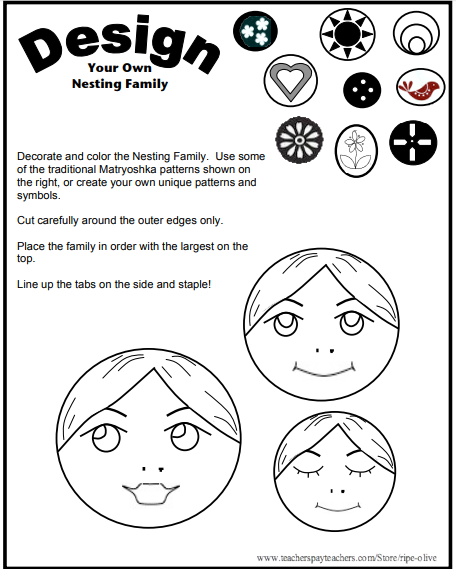 Design
Your Own
Nesting Family
Decorate and color the Nesting Family. Use some
of the traditional Matryoshka patterns shown on
the right, or create your own unique patterns and
symbols.
Cut carefully around the outer edges only.
Place the family in order with the largest on the
top.
Line up the tabs on the side and staple!
www.teacherspayteachers.com/Store/ripe-olive